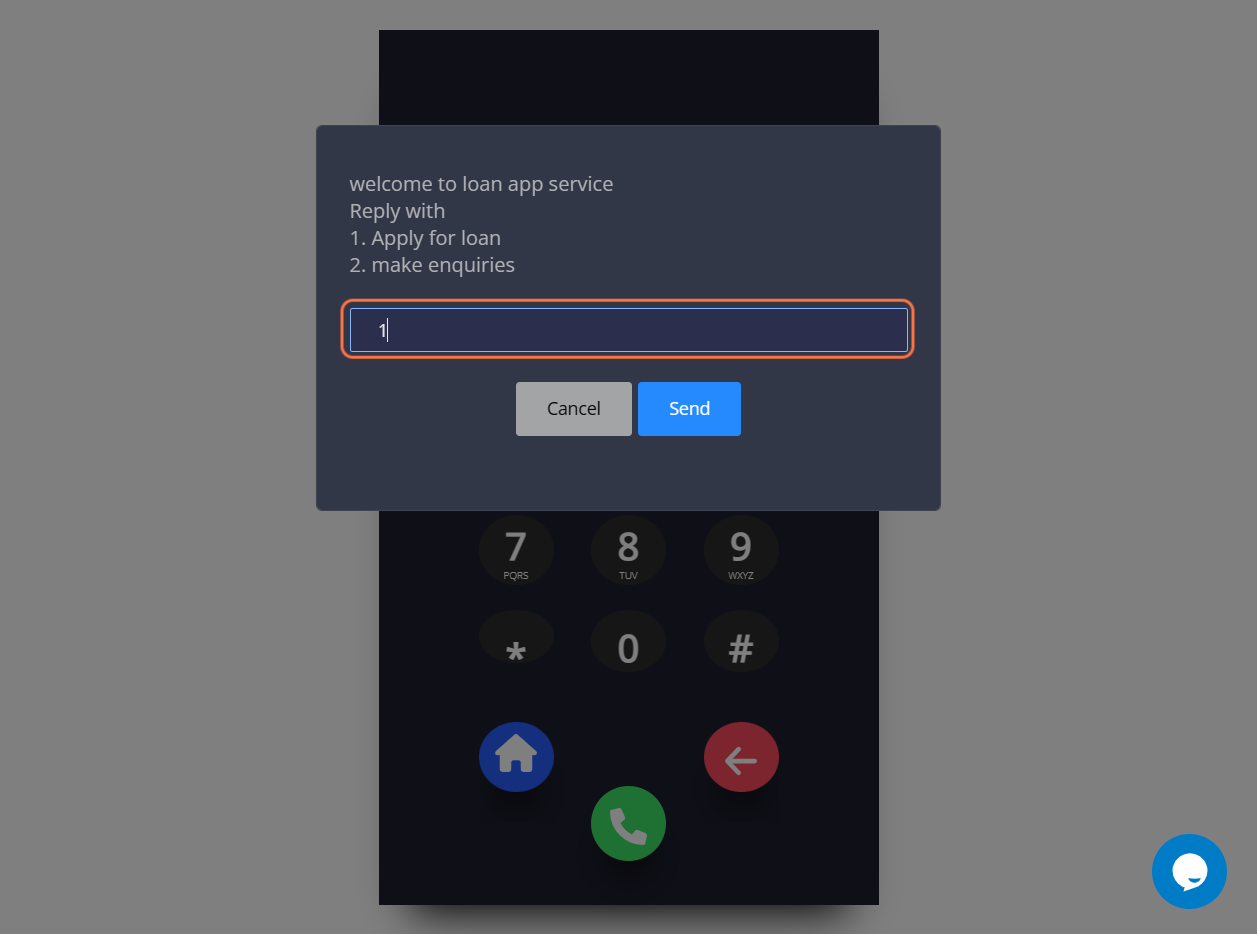 welcome to loan app service
Reply with
1. Apply for loan
2. make enquiries
1
Cancel Send
7 8 9
PQRS TUV WXYZ
* 0 #